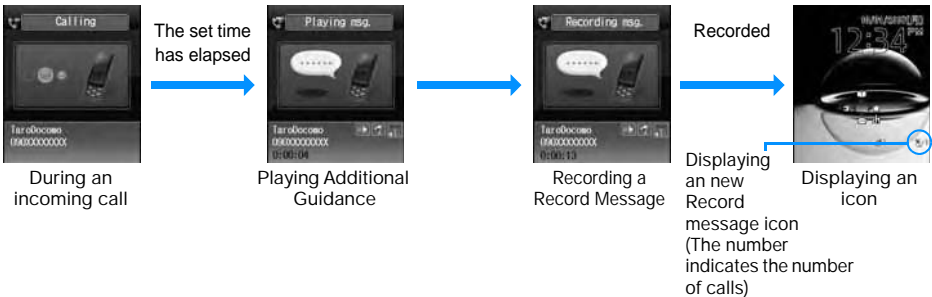 Calling
TaroDocomo
090XXXXXXXX
During an
incoming call
The set time
has elapsed
Playing msg.
TaroDocomo
090XXXXXXXX
0:00:04
Playing Additional
Guidance
Recording msg.
TaroDocomo
090XXXXXXXX
0:00:13
Recording a
Record Message
Recorded
12:34
PM
Displaying an
icon
Displaying
an new
Record
message icon
(The number
indicates the number
of calls)